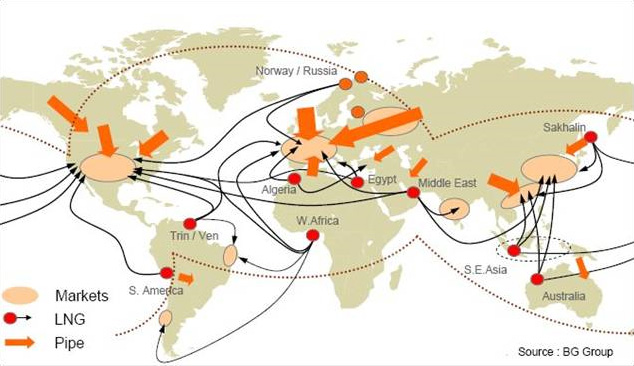 Norway / Russia
Sakhalin
Algeria
Egypt
Middle East
W.Africa
Trin / Ven
S.E.Asia
S. America
Australia
Markets
LNG
Pipe
Source : BG Group